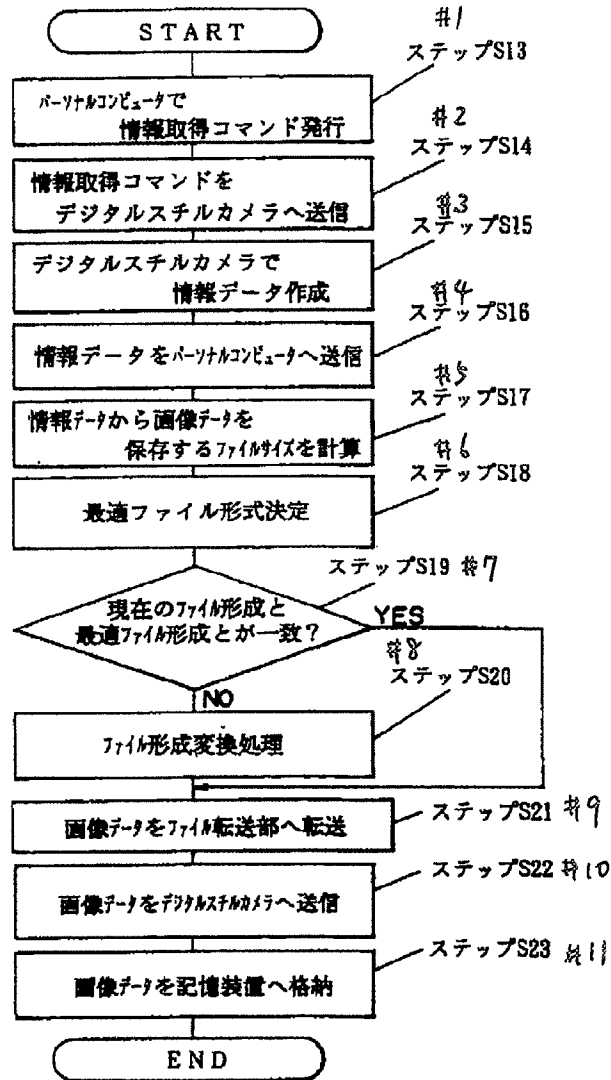 START
#1
ステップS13
パーソナルコンピュータで
情報取得コマンド発行
#2
ステップS14
情報取得コマンドを
デジタルスチルカメラへ送信
#3
ステップS15
デジタルスチルカメラで
情報データ作成
#4
ステップS16
情報データをパーソナルコンピュータへ送信
#5
ステップS17
情報データから画像データを
保存するファイルサイズを計算
#6
ステップS18
最適ファイル形式決定
ステップS19 #7
現在のファイル形成と
最適ファイル形成とが一致?
YES
#8
ステップS20
NO
ファイル形成変換処理
ステップS21 #9
画像データをファイル転送部へ転送
ステップS22 #10
画像データをデジタルスチルカメラへ送信
ステップS23 #11
画像データを記憶装置へ格納
END